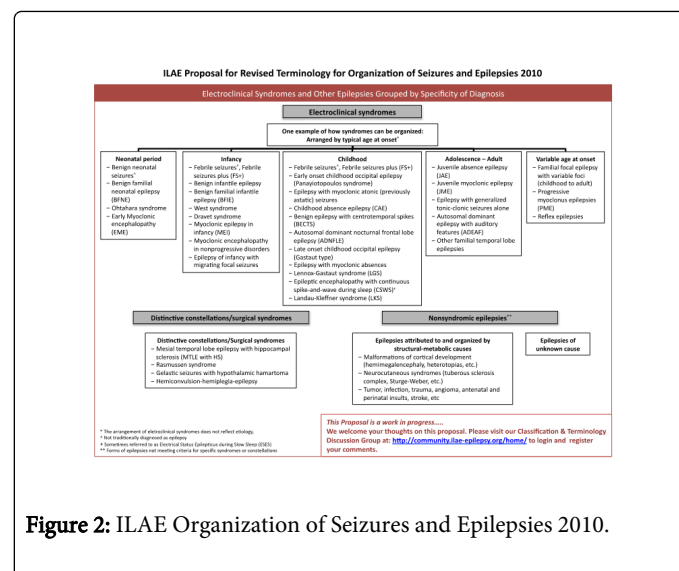 ILAE Proposal for Revised Terminology for Organization of Seizures and Epilepsies 2010
Electroclinical Syndromes and Other Epilepsies Grouped by Specificity of Diagnosis
Electroclinical syndromes
One example of how syndromes can be organized:
Arranged by typical age at onset*
Neonatal period
− Benign neonatal
seizures^
− Benign familial
neonatal epilepsy
(BFNE)
− Ohtahara syndrome
− Early Myoclonic
encephalopathy
(EME)
Infancy
− Febrile seizures^, Febrile
seizures plus (FS+)
− Benign infantile epilepsy
− Benign familial infantile
epilepsy (BFIE)
− West syndrome
− Dravet syndrome
− Myoclonic epilepsy in
infancy (MEI)
− Myoclonic encephalopathy
in nonprogressive disorders
− Epilepsy of infancy with
migrating focal seizures
Childhood
− Febrile seizures^, Febrile seizures plus (FS+)
− Early onset childhood occipital epilepsy
(Panayiotopoulos syndrome)
− Epilepsy with myoclonic atonic (previously
astatic) seizures
− Childhood absence epilepsy (CAE)
− Benign epilepsy with centrotemporal spikes
(BECTS)
− Autosomal dominant nocturnal frontal lobe
epilepsy (ADNFLE)
− Late onset childhood occipital epilepsy
(Gastaut type)
− Epilepsy with myoclonic absences
− Lennox-Gastaut syndrome (LGS)
− Epileptic encephalopathy with continuous
spike-and-wave during sleep (CSWS)+
− Landau-Kleffner syndrome (LKS)
Adolescence – Adult
− Juvenile absence epilepsy
(JAE)
− Juvenile myoclonic epilepsy
(JME)
− Epilepsy with generalized
tonic-clonic seizures alone
− Autosomal dominant
epilepsy with auditory
features (ADEAF)
− Other familial temporal lobe
epilepsies
Variable age at onset
− Familial focal epilepsy
with variable foci
(childhood to adult)
− Progressive
myoclonus epilepsies
(PME)
− Reflex epilepsies
Distinctive constellations/surgical syndromes
Distinctive constellations/Surgical syndromes
− Mesial temporal lobe epilepsy with hippocampal
sclerosis (MTLE with HS)
− Rasmussen syndrome
− Gelastic seizures with hypothalamic hamartoma
− Hemiconvulsion-hemiplegia-epilepsy
Nonsyndromic epilepsies**
Epilepsies attributed to and organized by
structural-metabolic causes
− Malformations of cortical development
(hemimegalencephaly, heterotopias, etc.)
− Neurocutaneous syndromes (tuberous sclerosis
complex, Sturge-Weber, etc.)
− Tumor, infection, trauma, angioma, antenatal and
perinatal insults, stroke, etc
Epilepsies of
unknown cause
* The arrangement of eletroclinical syndromes does not reflect etiology,
^ Not traditionally diagnosed as epilepsy
+ Sometimes referred to as Electrical Status Epilepticus during Slow Sleep (ESES)
** Forms of epilepsies not meeting criteria for specific syndromes or constellations
This Proposal is a work in progress.....
We welcome your thoughts on this proposal. Please visit our Classification & Terminology
Discussion Group at: http://community.ilae-epilepsy.org/home/ to login and register
your comments.
Figure 2: ILAE Organization of Seizures and Epilepsies 2010.